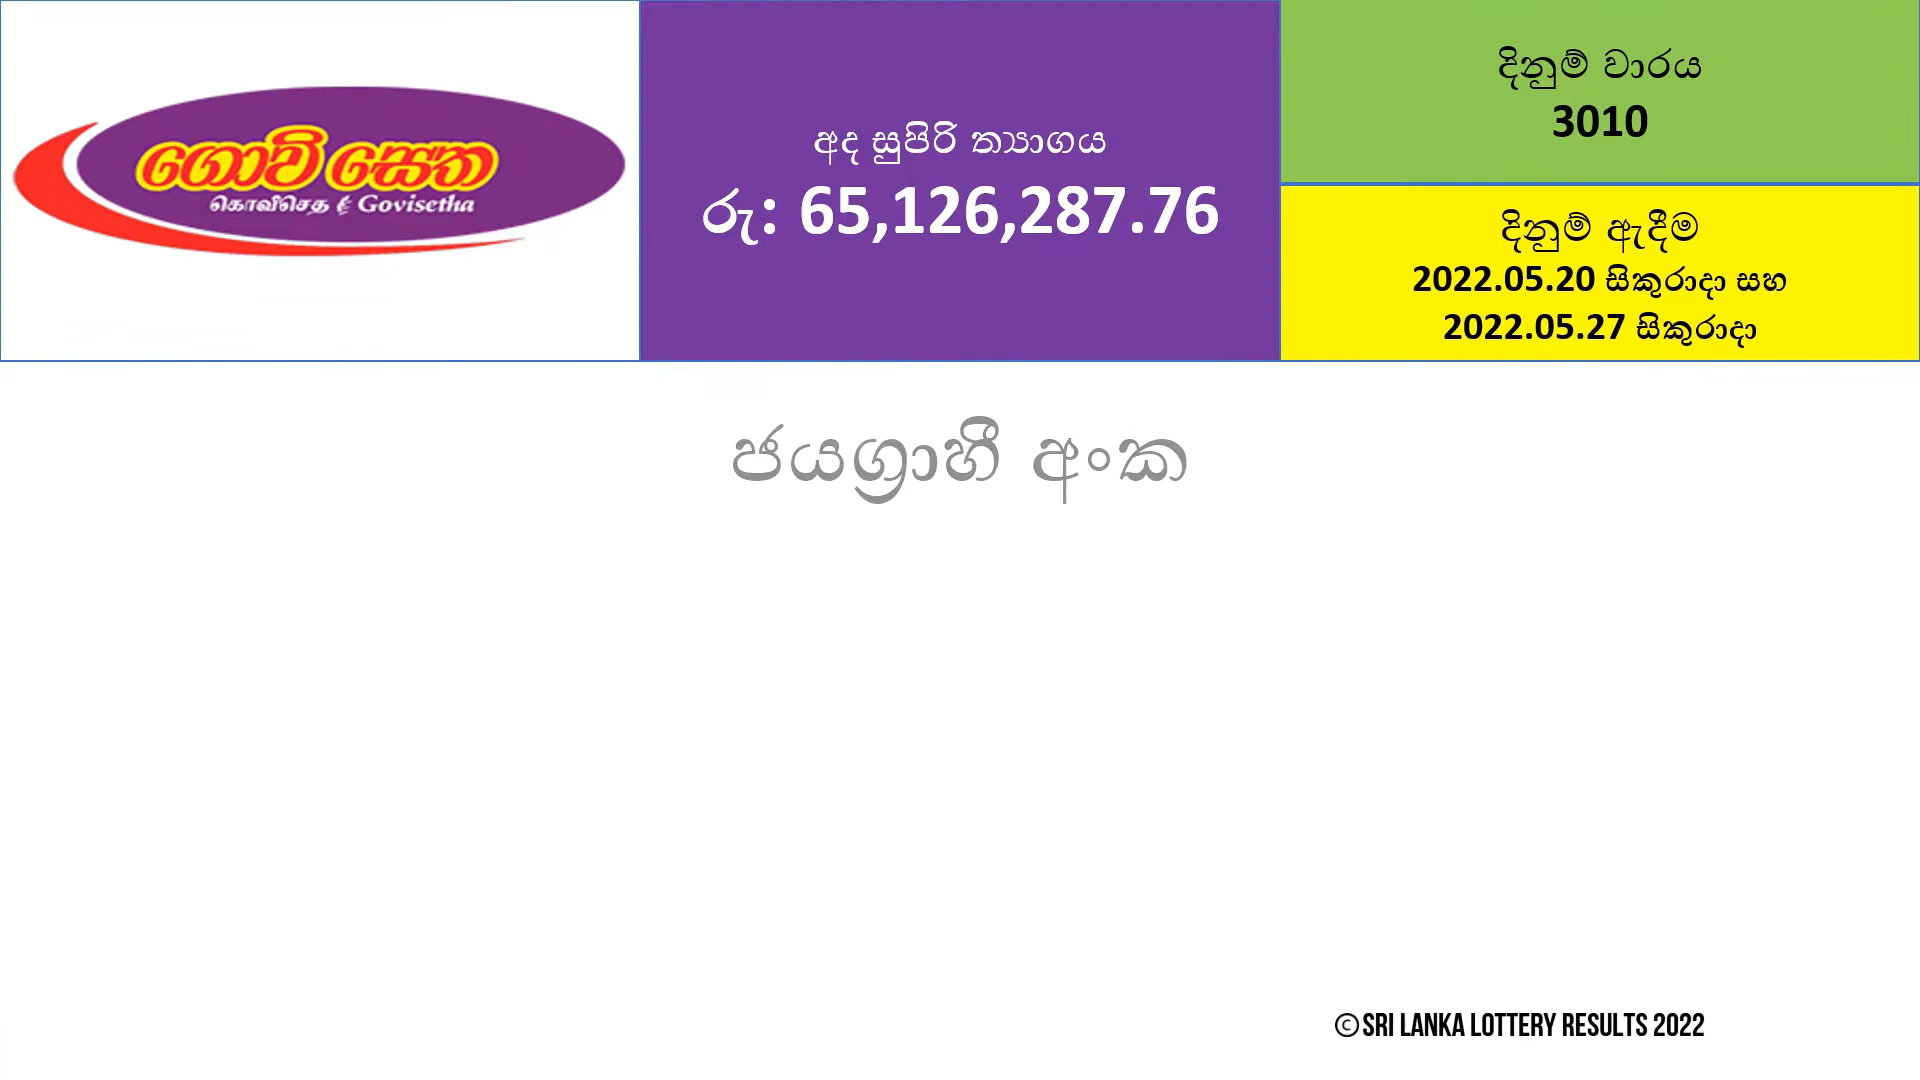 ගොවි සෙත
கொவிசெத
Govisetha
අද සුපිරි ත්‍යාගය
රු: 65,126,287.76
දිනුම් වාරය
3010
දිනුම් ඇදීම
2022.05.20 සිකුරාදා සහ
2022.05.27 සිකුරාදා
ජයග්‍රාහී අංක
©SRI LANKA LOTTERY RESULTS 2022